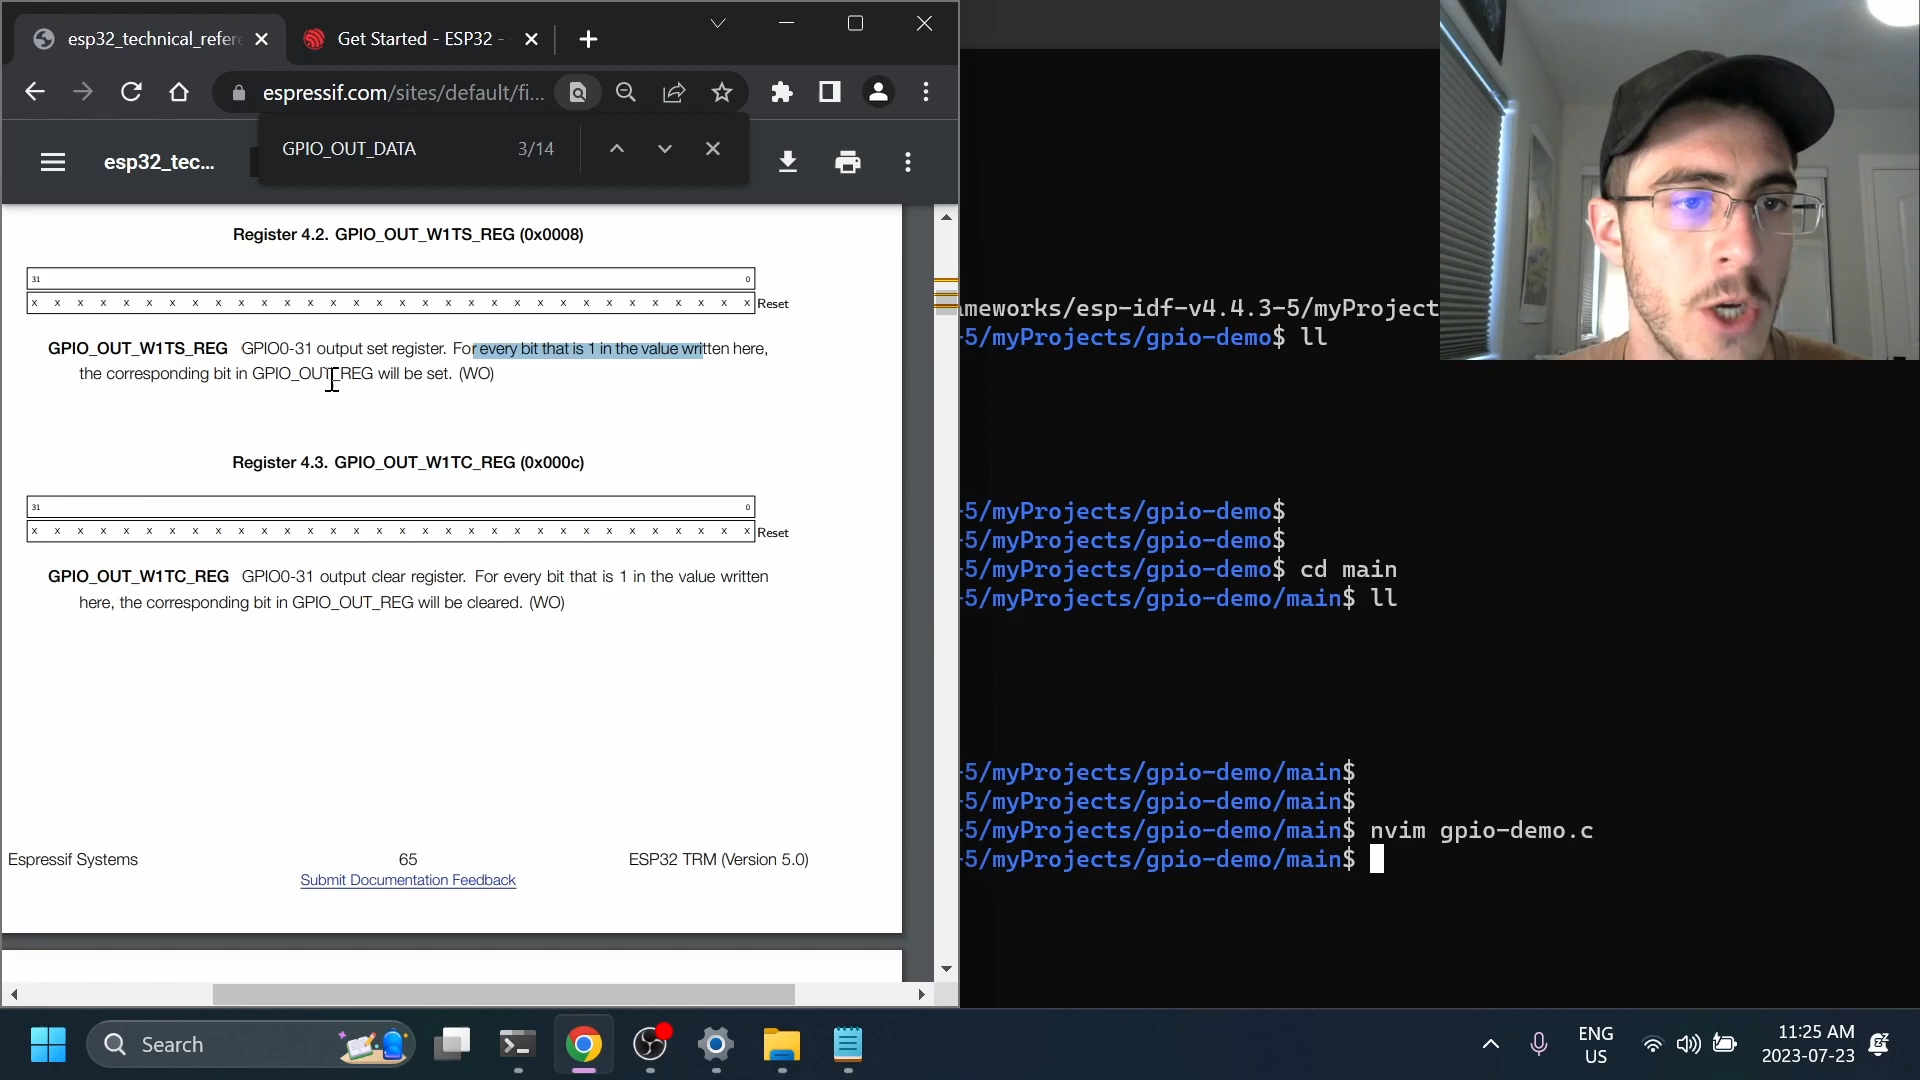 esp32_technical_refer
Get Started - ESP32 -
espressif.com/sites/default/fi...
GPIO_OUT_DATA 3/14
esp32_tec...
Register 4.2. GPIO_OUT_W1TS_REG (0x0008)
31 0
x x x x x x x x x x x x x x x x x x x x x x x x x x x x x x x x Reset
GPIO_OUT_W1TS_REG GPIO0-31 output set register. For every bit that is 1 in the value written here,
the corresponding bit in GPIO_OUT_REG will be set. (WO)
Register 4.3. GPIO_OUT_W1TC_REG (0x000c)
31 0
x x x x x x x x x x x x x x x x x x x x x x x x x x x x x x x x Reset
GPIO_OUT_W1TC_REG GPIO0-31 output clear register. For every bit that is 1 in the value written
here, the corresponding bit in GPIO_OUT_REG will be cleared. (WO)
Espressif Systems 65 ESP32 TRM (Version 5.0)
Submit Documentation Feedback
meworks/esp-idf-v4.4.3-5/myProject
-5/myProjects/gpio-demo$ ll
-5/myProjects/gpio-demo$
-5/myProjects/gpio-demo$
-5/myProjects/gpio-demo$ cd main
-5/myProjects/gpio-demo/main$ ll
-5/myProjects/gpio-demo/main$
-5/myProjects/gpio-demo/main$
-5/myProjects/gpio-demo/main$ nvim gpio-demo.c
-5/myProjects/gpio-demo/main$
Search
ENG
US
11:25 AM
2023-07-23